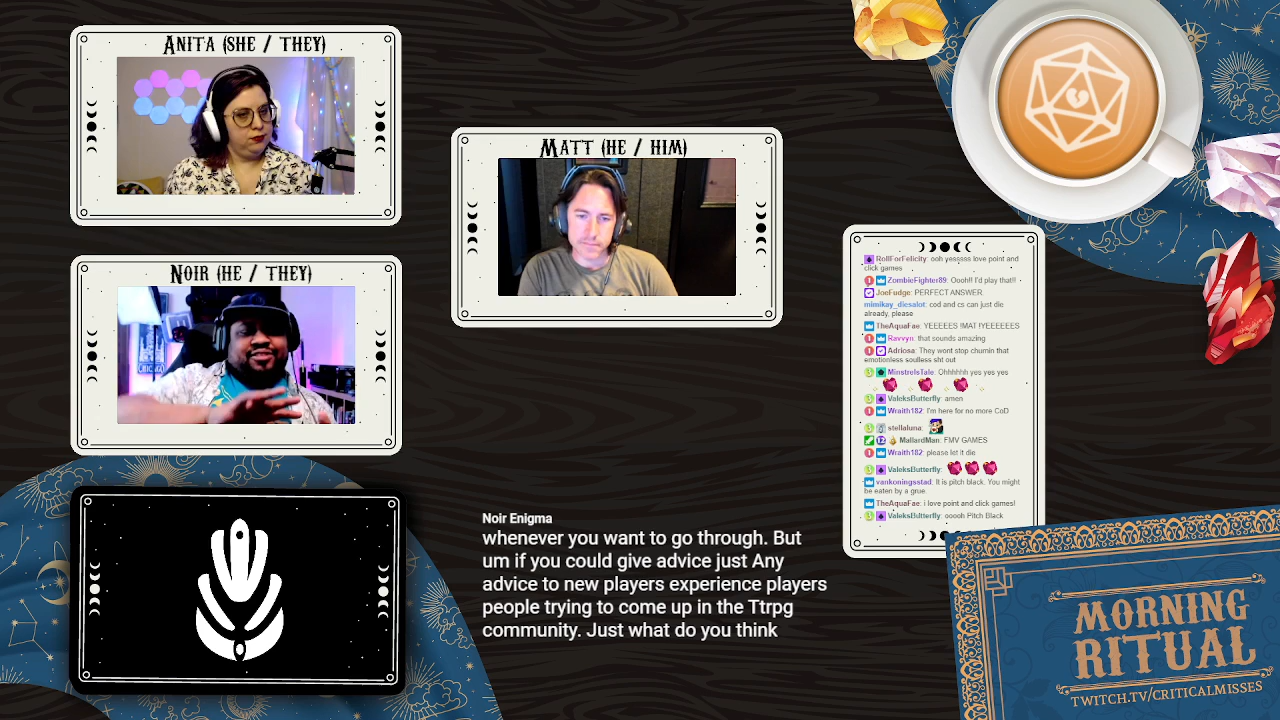 ANITA (SHE / THEY)
NOIR (HE / THEY)
CHICAGO
MATT (HE / HIM)
RollForFelicity: ooh yesssss love point and
click games
ZombieFighter89: Oooh!! I'd play that!!
JoeFudge: PERFECT ANSWER.
mimikay_dlesalot: cod and cs can just die
already, please
TheAquaFae: YEEEEES !MAT !YEEEEEES
Ravvyn: that sounds amazing
Adriosa: They wont stop churnin that
emotionless soulless sht out
MinstrelsTale: Ohhhhhh yes yes yes
ValeksButterfly: amen
Wraith182: I'm here for no more CoD
stellaluna:
MallardMan: FMV GAMES
Wraith182: please let it die
ValeksButterfly:
vankoningsstad: It is pitch black. You might
be eaten by a grue.
TheAquaFae: i love point and click games!
ValeksButterfly: ooooh Pitch Black
Noir Enigma
whenever you want to go through. But
um if you could give advice just Any
advice to new players experience players
people trying to come up in the Ttrpg
community. Just what do you think
MORNING
RITUAL
TWITCH.TV/CRITICALMISSES